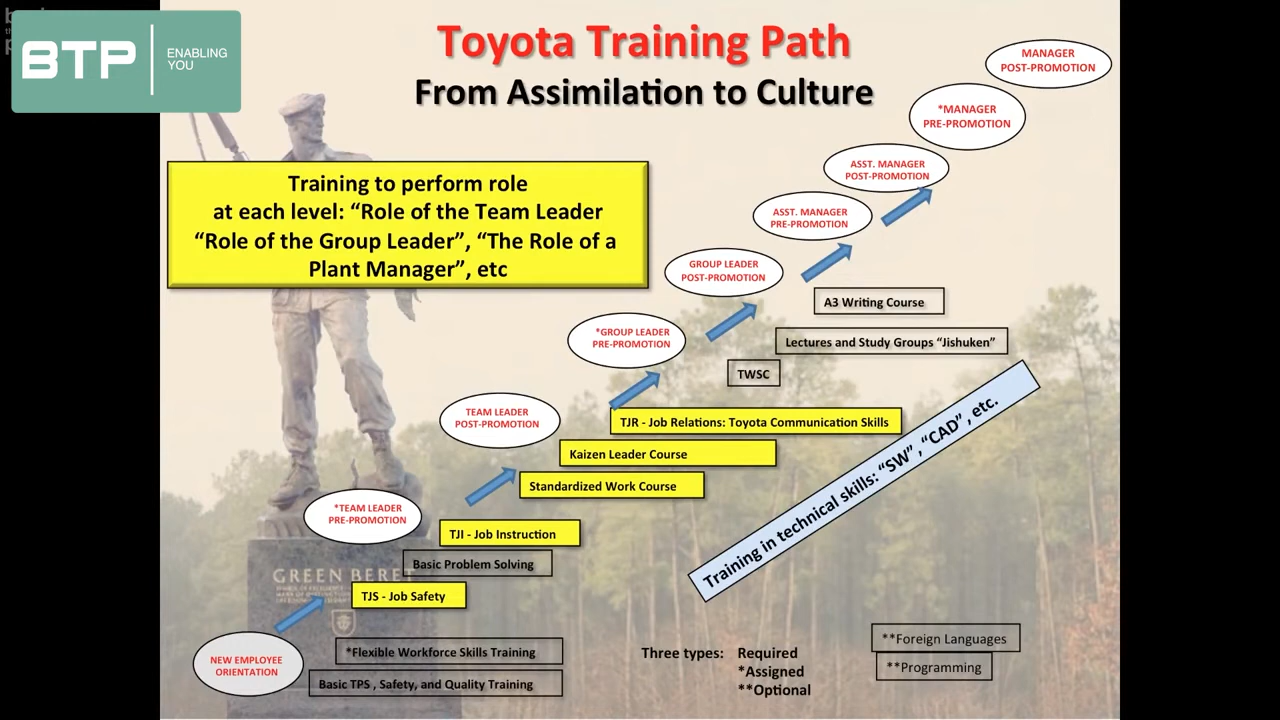 BTP
ENABLING
YOU
Toyota Training Path
From Assimilation to Culture
MANAGER
POST-PROMOTION
*MANAGER
PRE-PROMOTION
ASST. MANAGER
POST-PROMOTION
ASST. MANAGER
PRE-PROMOTION
GROUP LEADER
POST-PROMOTION
*GROUP LEADER
PRE-PROMOTION
TEAM LEADER
POST-PROMOTION
*TEAM LEADER
PRE-PROMOTION
NEW EMPLOYEE
ORIENTATION
Training to perform role
at each level: “Role of the Team Leader
“Role of the Group Leader”, “The Role of a
Plant Manager”, etc
A3 Writing Course
Lectures and Study Groups “Jishuken”
TWSC
TJR - Job Relations: Toyota Communication Skills
Kaizen Leader Course
Standardized Work Course
TJI - Job Instruction
Basic Problem Solving
GREEN BERET
TJS - Job Safety
*Flexible Workforce Skills Training
Basic TPS , Safety, and Quality Training
Training in technical skills: “SW”, “CAD”, etc.
Three types: Required
*Assigned
**Optional
**Foreign Languages
**Programming